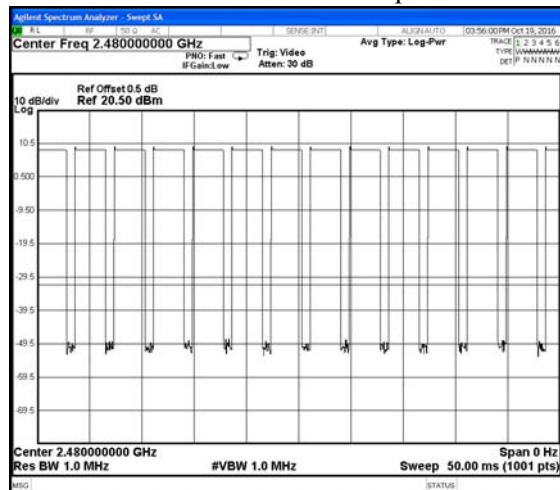 Agilent Spectrum Analyzer - Swept SA
RL RF 50 Ω AC SENSE:INT ALIGN AUTO 03:56:00 PM Oct 19, 2016
Center Freq 2.480000000 GHz
PNO: Fast
IFGain:Low
Trig: Video
Atten: 30 dB
Avg Type: Log-Pwr
TRACE 1 2 3 4 5 6
TYPE
DET P N N N N N
Ref Offset 0.5 dB
10 dB/div Ref 20.50 dBm
Log
10.5
0.500
-9.50
-19.5
-29.5
-39.5
-49.5
-59.5
-69.5
Center 2.480000000 GHz Span 0 Hz
Res BW 1.0 MHz #VBW 1.0 MHz Sweep 50.00 ms (1001 pts)
MSG STATUS